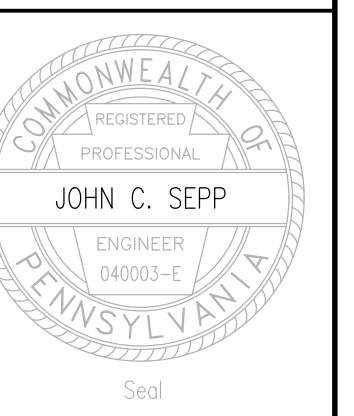 COMMONWEALTH OF
REGISTERED
PROFESSIONAL
JOHN C. SEPP
ENGINEER
040003-E
PENNSYLVANIA
Seal